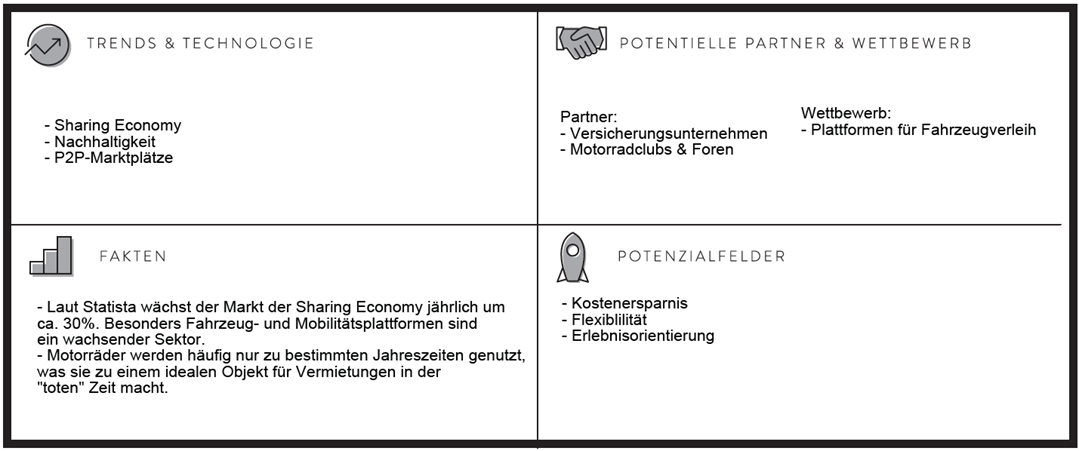 TRENDS & TECHNOLOGIE
- Sharing Economy
- Nachhaltigkeit
- P2P-Marktplätze
POTENTIELLE PARTNER & WETTBEWERB
Partner:
- Versicherungsunternehmen
- Motorradclubs & Foren
Wettbewerb:
- Plattformen für Fahrzeugverleih
FAKTEN
- Laut Statista wächst der Markt der Sharing Economy jährlich um
ca. 30%. Besonders Fahrzeug- und Mobilitätsplattformen sind
ein wachsender Sektor.
- Motorräder werden häufig nur zu bestimmten Jahreszeiten genutzt,
was sie zu einem idealen Objekt für Vermietungen in der
"toten" Zeit macht.
POTENZIALFELDER
- Kostenersparnis
- Flexiblilität
- Erlebnisorientierung